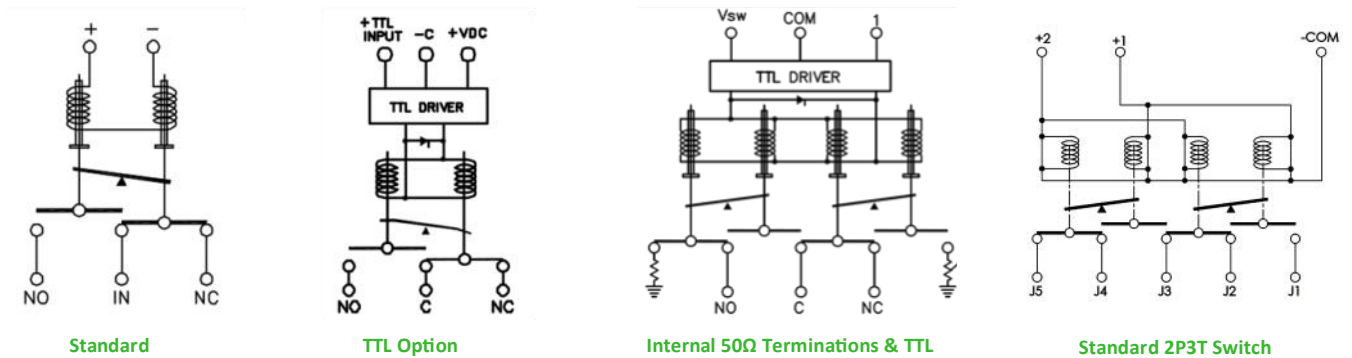 + -
NO IN NC
Standard
+TTL
INPUT -C +VDC
TTL DRIVER
NO C NC
TTL Option
Vsw COM 1
TTL DRIVER
NO C NC
Internal 50Ω Terminations & TTL
+2 +1 -COM
J5 J4 J3 J2 J1
Standard 2P3T Switch